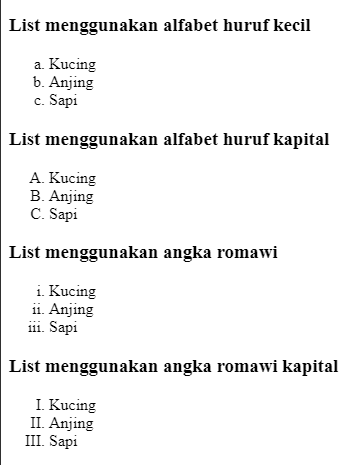 List menggunakan alfabet huruf kecil
a. Kucing
b. Anjing
c. Sapi
List menggunakan alfabet huruf kapital
A. Kucing
B. Anjing
C. Sapi
List menggunakan angka romawi
i. Kucing
ii. Anjing
iii. Sapi
List menggunakan angka romawi kapital
I. Kucing
II. Anjing
III. Sapi